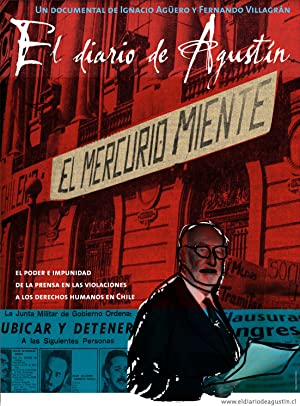 UN DOCUMENTAL DE IGNACIO AGÜERO Y FERNANDO VILLAGRÁN
El diario de Agustín
EL MERCURIO MIENTE
EL PODER E IMPUNIDAD
DE LA PRENSA EN LAS VIOLACIONES
A LOS DERECHOS HUMANOS EN CHILE
La Junta Militar de Gobierno Ordena:
UBICAR Y DETENER
A las Siguientes Personas
www.eldiariodeagustin.cl